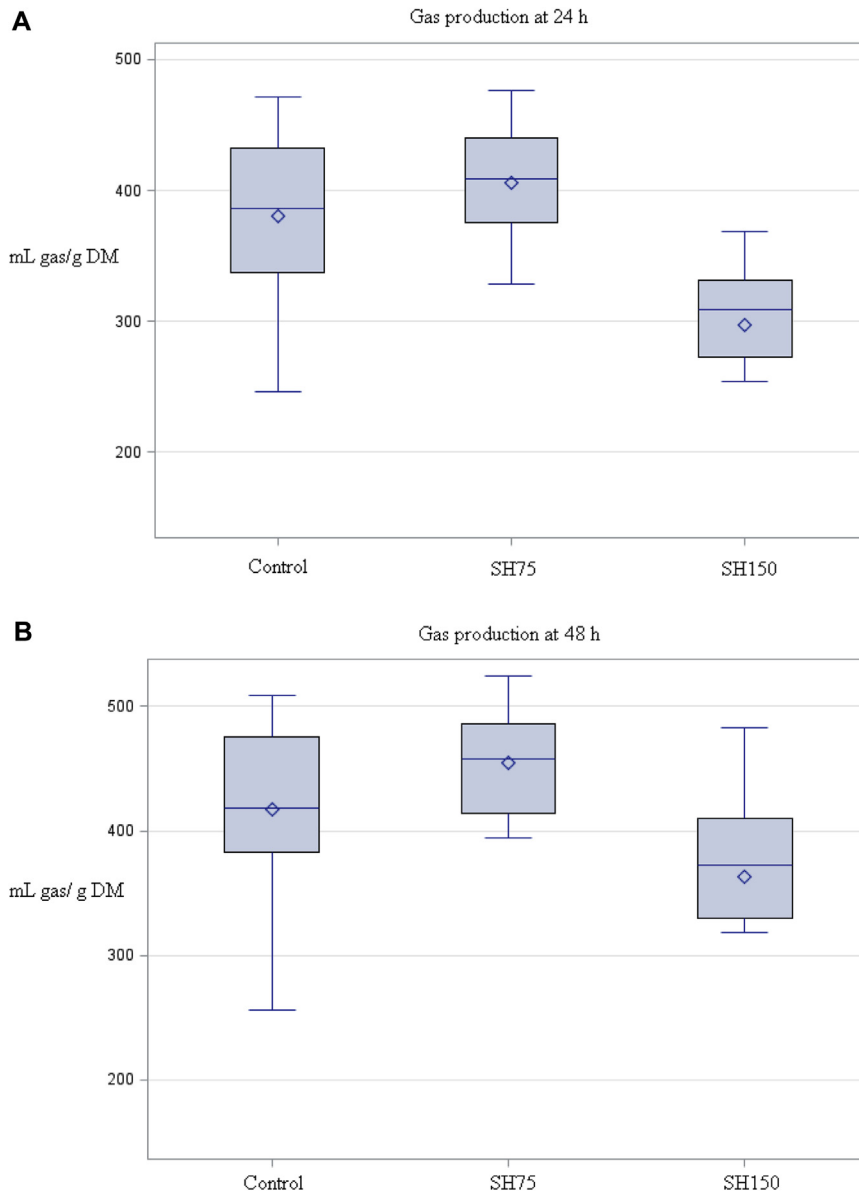 A
Gas production at 24 h
500
400
mL gas/g DM
300
200
Control SH75 SH150
B
Gas production at 48 h
500
400
mL gas/ g DM
300
200
Control SH75 SH150